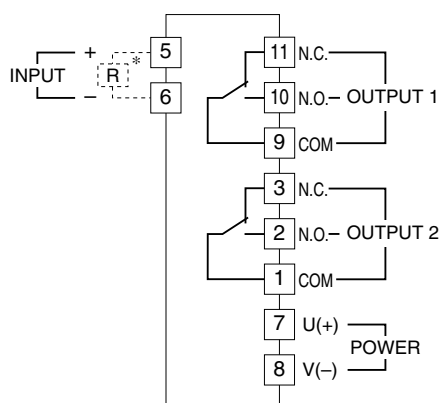 INPUT
+
–
R
*
5
6
11 N.C.
10 N.O. OUTPUT 1
9 COM
3 N.C.
2 N.O. OUTPUT 2
1 COM
7 U(+)
POWER
8 V(–)